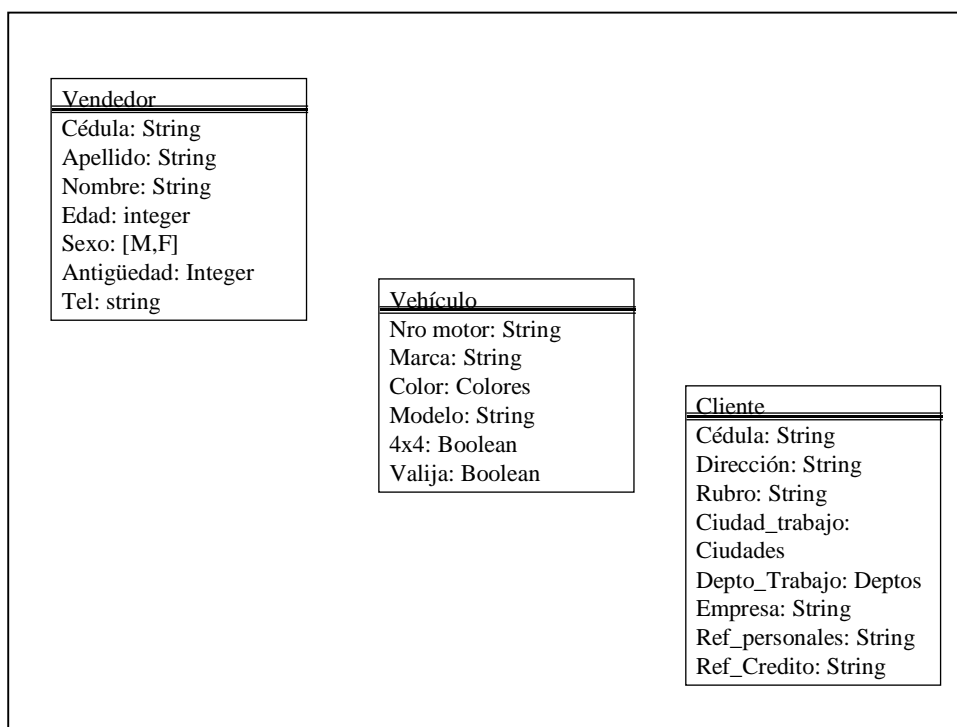 Vendedor
Cédula: String
Apellido: String
Nombre: String
Edad: integer
Sexo: [M,F]
Antigüedad: Integer
Tel: string
Vehículo
Nro motor: String
Marca: String
Color: Colores
Modelo: String
4x4: Boolean
Valija: Boolean
Cliente
Cédula: String
Dirección: String
Rubro: String
Ciudad_trabajo:
Ciudades
Depto_Trabajo: Deptos
Empresa: String
Ref_personales: String
Ref_Credito: String